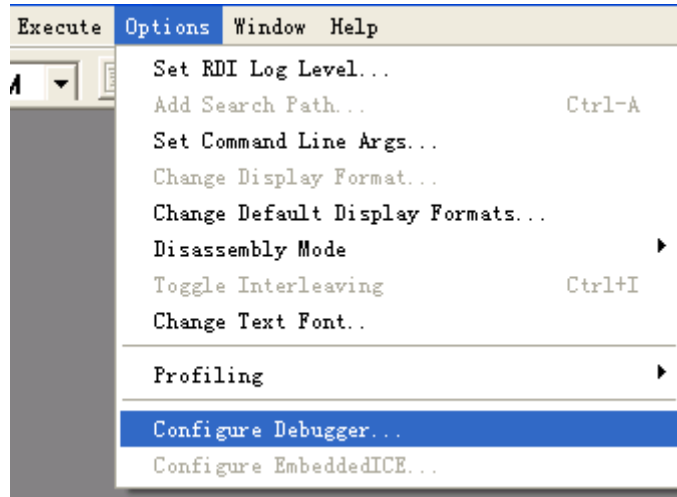 Execute Options Window Help
Set RDI Log Level...
Add Search Path... Ctrl-A
Set Command Line Args...
Change Display Format...
Change Default Display Formats...
Disassembly Mode
Toggle Interleaving Ctrl+I
Change Text Font..
Profiling
Configure Debugger...
Configure EmbeddedICE...